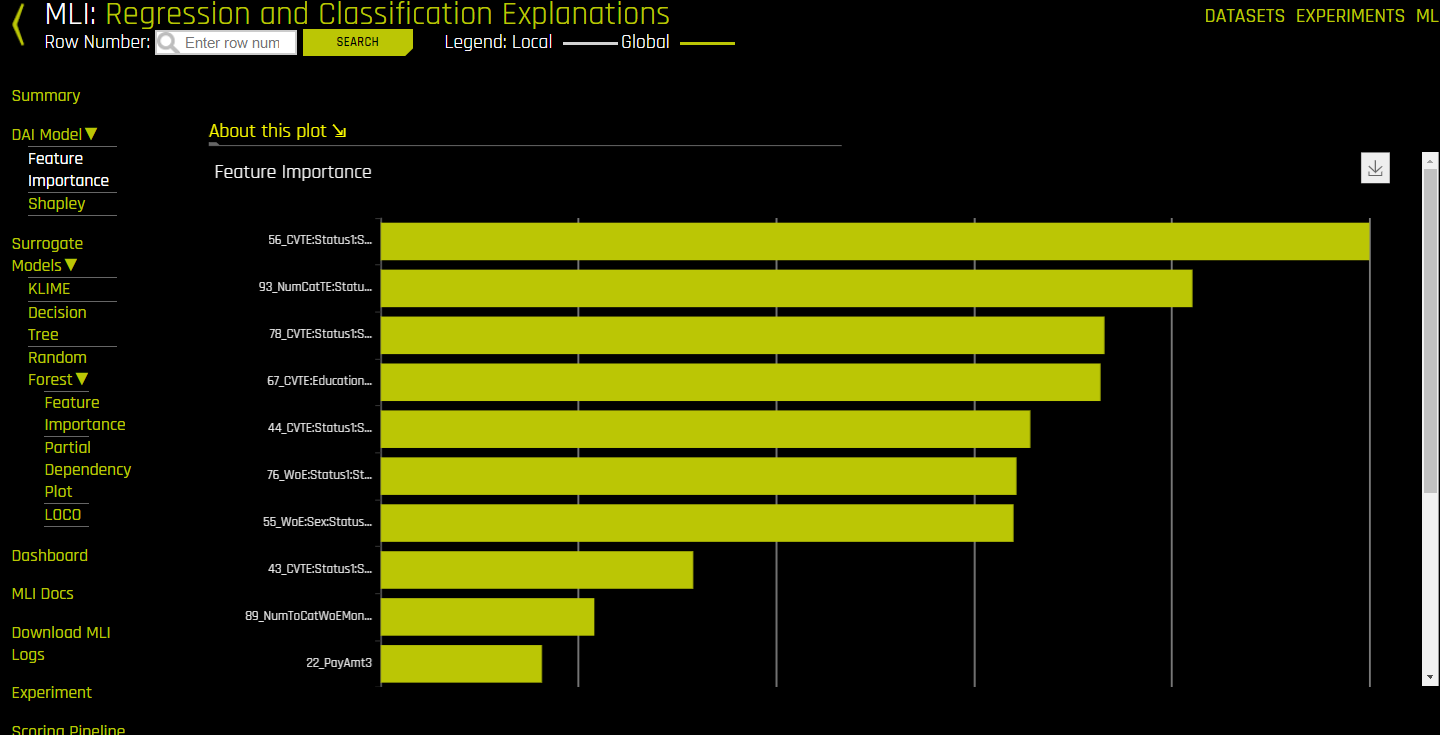 MLI: Regression and Classification Explanations
DATASETS EXPERIMENTS ML
Row Number: Enter row num SEARCH Legend: Local Global
Summary
DAI Model▼
Feature
Importance
Shapley
Surrogate
Models▼
KLIME
Decision
Tree
Random
Forest▼
Feature
Importance
Partial
Dependency
Plot
LOCO
Dashboard
MLI Docs
Download MLI
Logs
Experiment
Scoring Pipeline
About this plot ⇲
Feature Importance
56_CVTE:Status1:S...
93_NumCatTE:Statu...
78_CVTE:Status1:S...
67_CVTE:Education...
44_CVTE:Status1:S...
76_WoE:Status1:St...
55_WoE:Sex:Status...
43_CVTE:Status1:S...
89_NumToCatWoEMon...
22_PayAmt3